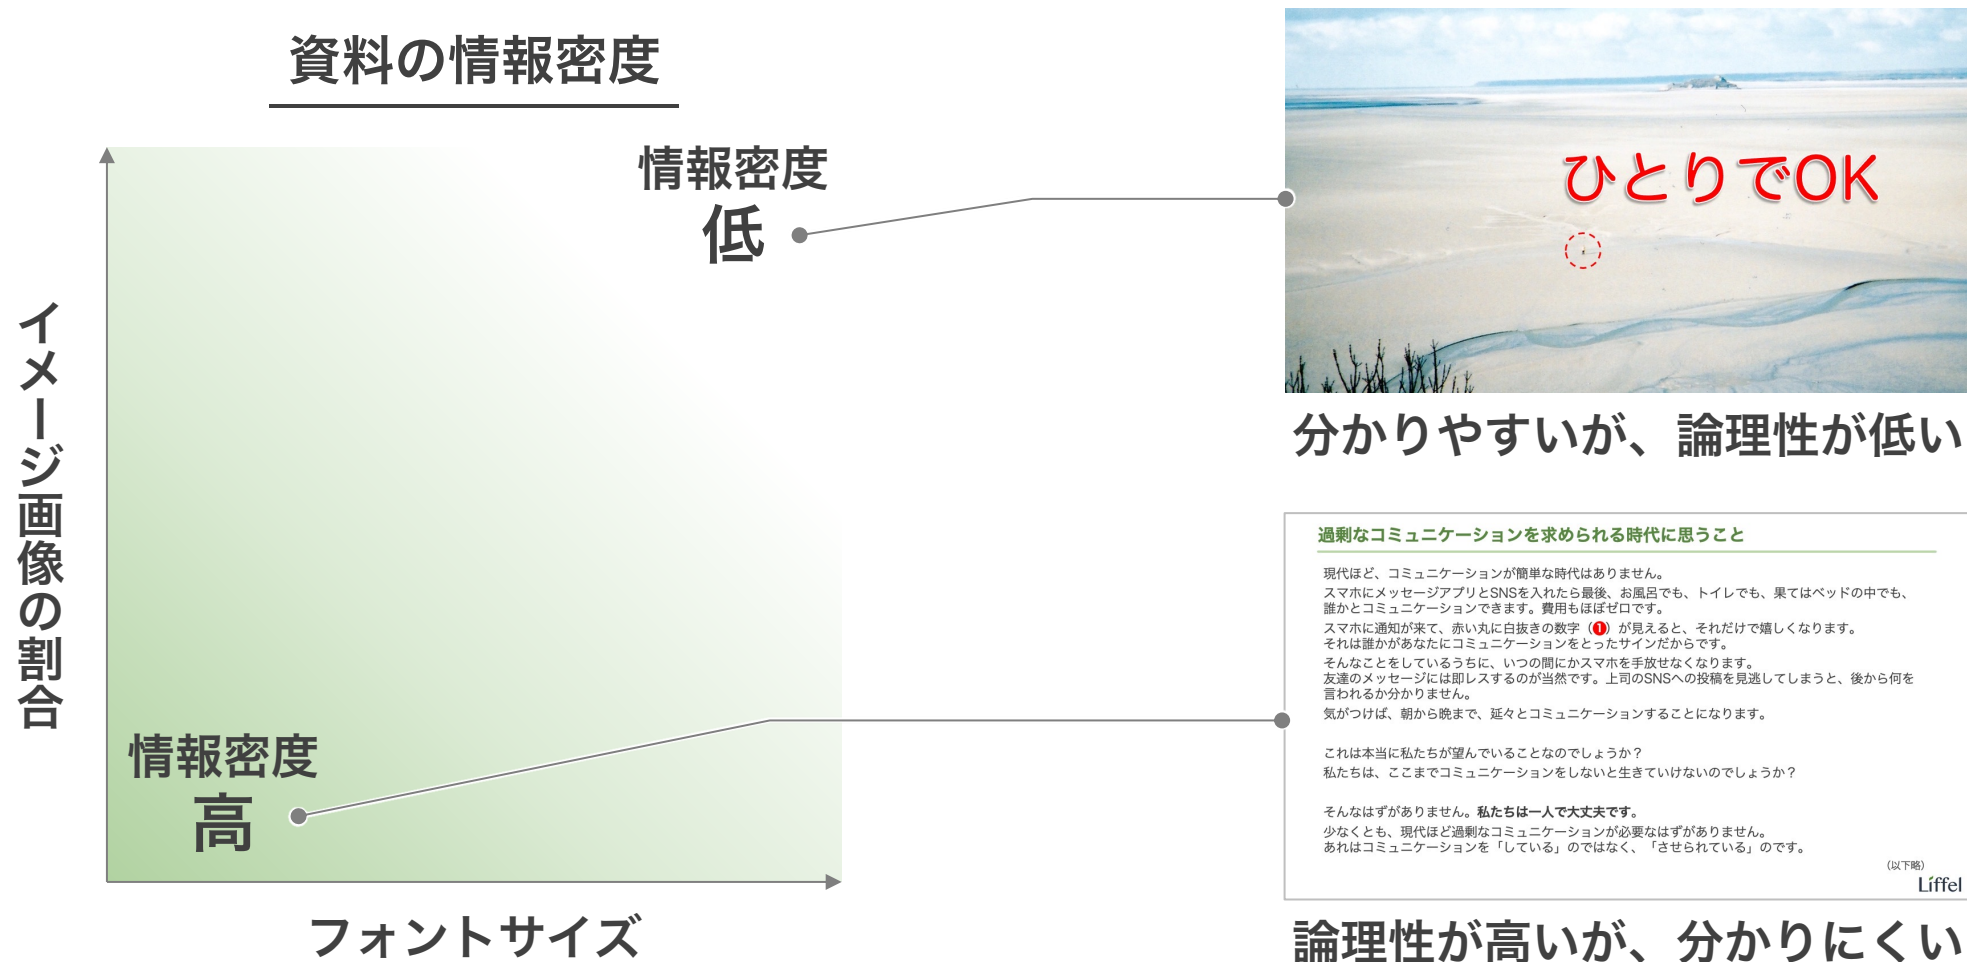 資料の情報密度
情報密度
低
イメージ画像の割合
情報密度
高
フォントサイズ
ひとりでOK
分かりやすいが、論理性が低い
過剰なコミュニケーションを求められる時代に思うこと
現代ほど、コミュニケーションが簡単な時代はありません。
スマホにメッセージアプリとSNSを入れたら最後、お風呂でも、トイレでも、果てはベッドの中でも、
誰かとコミュニケーションできます。費用もほぼゼロです。
スマホに通知が来て、赤い丸に白抜きの数字（❶）が見えると、それだけで嬉しくなります。
それは誰かがあなたにコミュニケーションをとったサインだからです。
そんなことをしているうちに、いつの間にかスマホを手放せなくなります。
友達のメッセージには即レスするのが当然です。上司のSNSへの投稿を見逃してしまうと、後から何を
言われるか分かりません。
気がつけば、朝から晩まで、延々とコミュニケーションすることになります。
これは本当に私たちが望んでいることなのでしょうか？
私たちは、ここまでコミュニケーションをしないと生きていけないのでしょうか？
そんなはずがありません。私たちは一人で大丈夫です。
少なくとも、現代ほど過剰なコミュニケーションが必要なはずがありません。
あれはコミュニケーションを「している」のではなく、「させられている」のです。
（以下略）
Liffel
論理性が高いが、分かりにくい